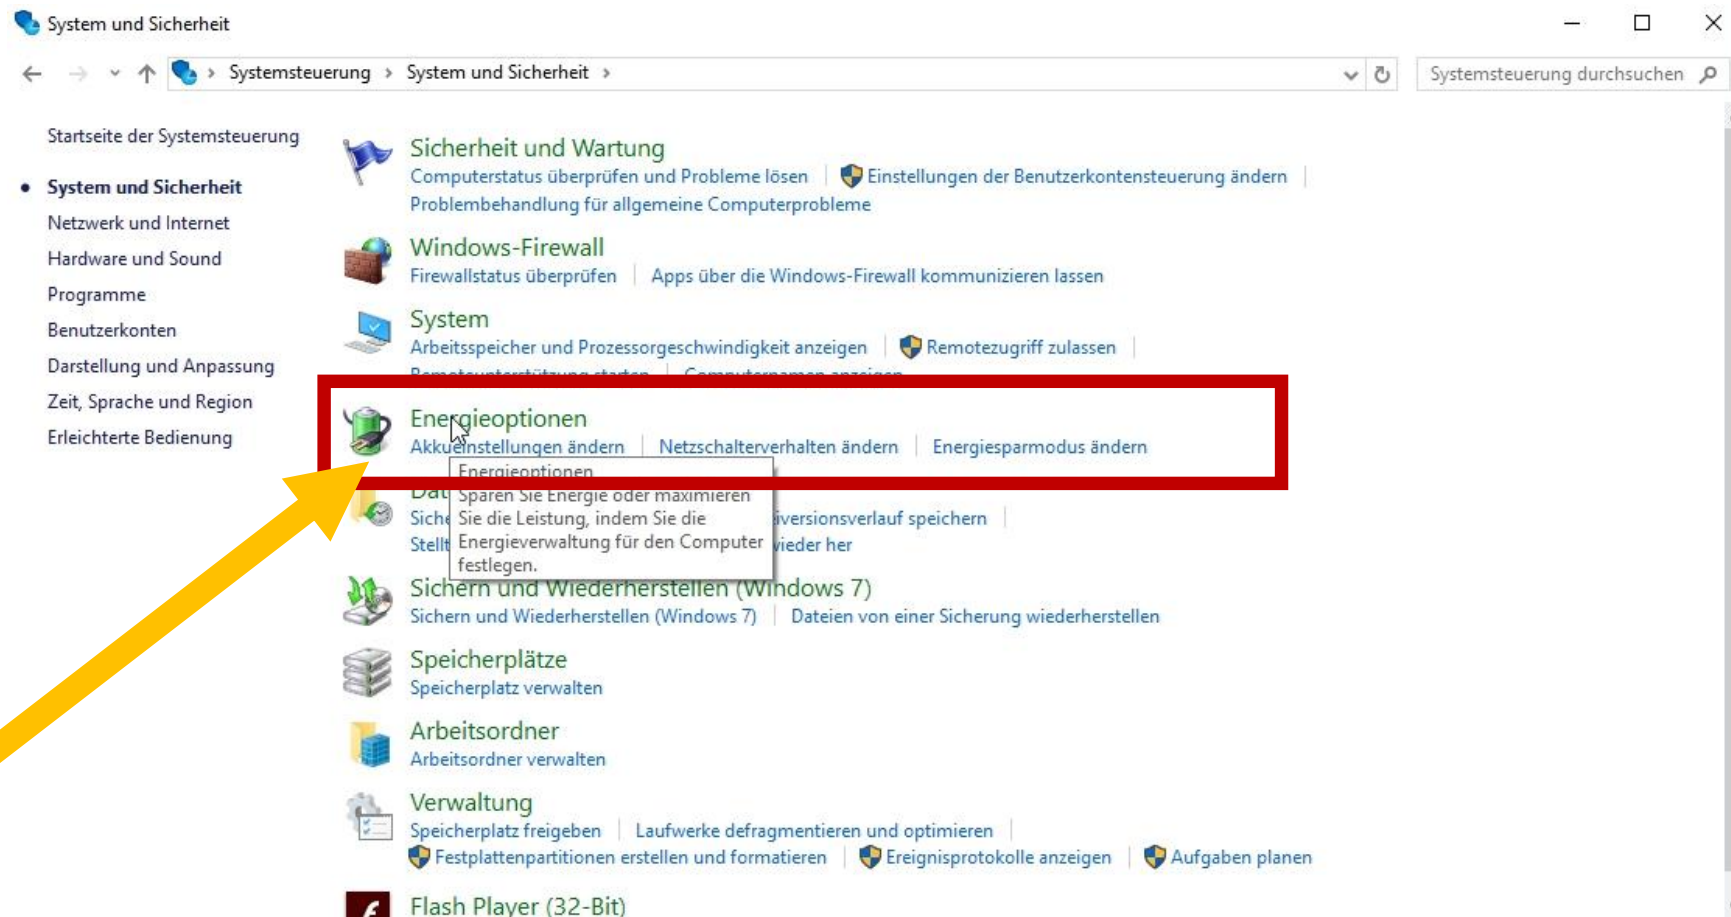 System und Sicherheit
Systemsteuerung › System und Sicherheit ›
Systemsteuerung durchsuchen
Startseite der Systemsteuerung
System und Sicherheit
Netzwerk und Internet
Hardware und Sound
Programme
Benutzerkonten
Darstellung und Anpassung
Zeit, Sprache und Region
Erleichterte Bedienung
Sicherheit und Wartung
Computerstatus überprüfen und Probleme lösen
Einstellungen der Benutzerkontensteuerung ändern
Problembehandlung für allgemeine Computerprobleme
Windows-Firewall
Firewallstatus überprüfen
Apps über die Windows-Firewall kommunizieren lassen
System
Arbeitsspeicher und Prozessorgeschwindigkeit anzeigen
Remotezugriff zulassen
Remoteunterstützung starten
Computernamen anzeigen
Energieoptionen
Akkueinstellungen ändern
Netzschalterverhalten ändern
Energiesparmodus ändern
Energieoptionen
Sparen Sie Energie oder maximieren
Sie die Leistung, indem Sie die
Energieverwaltung für den Computer
festlegen.
speichern
wieder her
Sichern und Wiederherstellen (Windows 7)
Sichern und Wiederherstellen (Windows 7)
Dateien von einer Sicherung wiederherstellen
Speicherplätze
Speicherplatz verwalten
Arbeitsordner
Arbeitsordner verwalten
Verwaltung
Speicherplatz freigeben
Laufwerke defragmentieren und optimieren
Festplattenpartitionen erstellen und formatieren
Ereignisprotokolle anzeigen
Aufgaben planen
Flash Player (32-Bit)